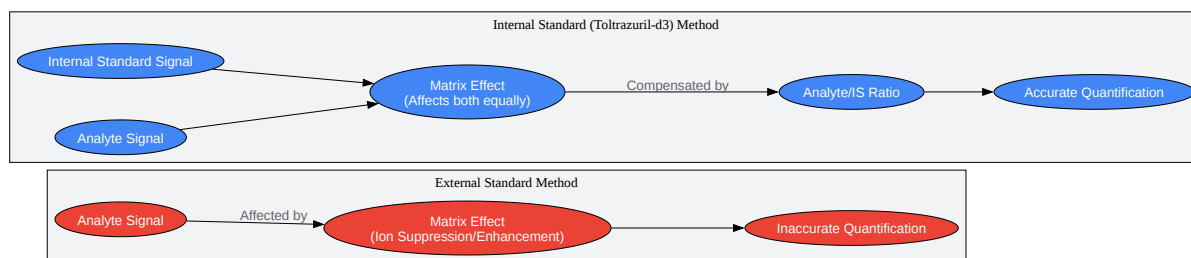 Internal Standard (Toltrazuril-d3) Method
Internal Standard Signal
Analyte Signal
Matrix Effect
(Affects both equally)
Compensated by
Analyte/IS Ratio
Accurate Quantification
External Standard Method
Analyte Signal
Affected by
Matrix Effect
(Ion Suppression/Enhancement)
Inaccurate Quantification